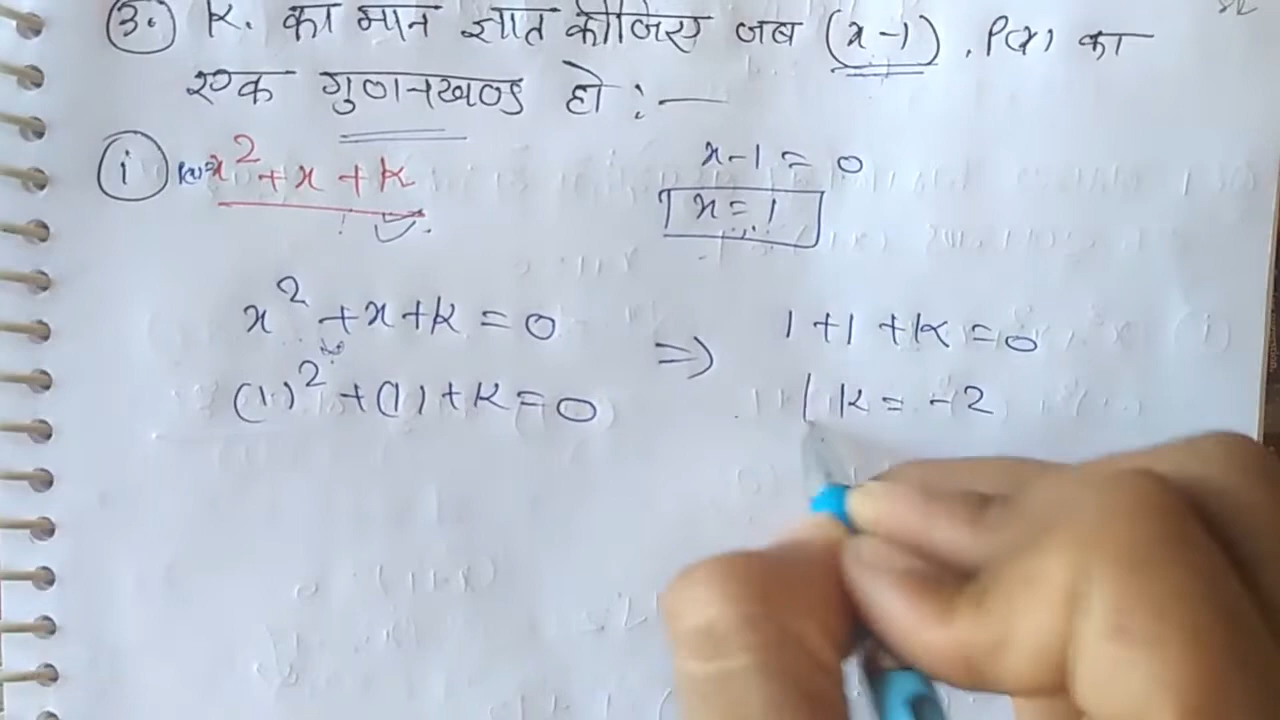 3. K. का मान ज्ञात कीजिए जब (x-1), P(x) का
एक गुणनखण्ड हो :—
i P(x)= x² + x + k
x-1 = 0
x = 1
x² + x + k = 0
(1)² + (1) + k = 0
⇒ 1 + 1 + k = 0
k = -2